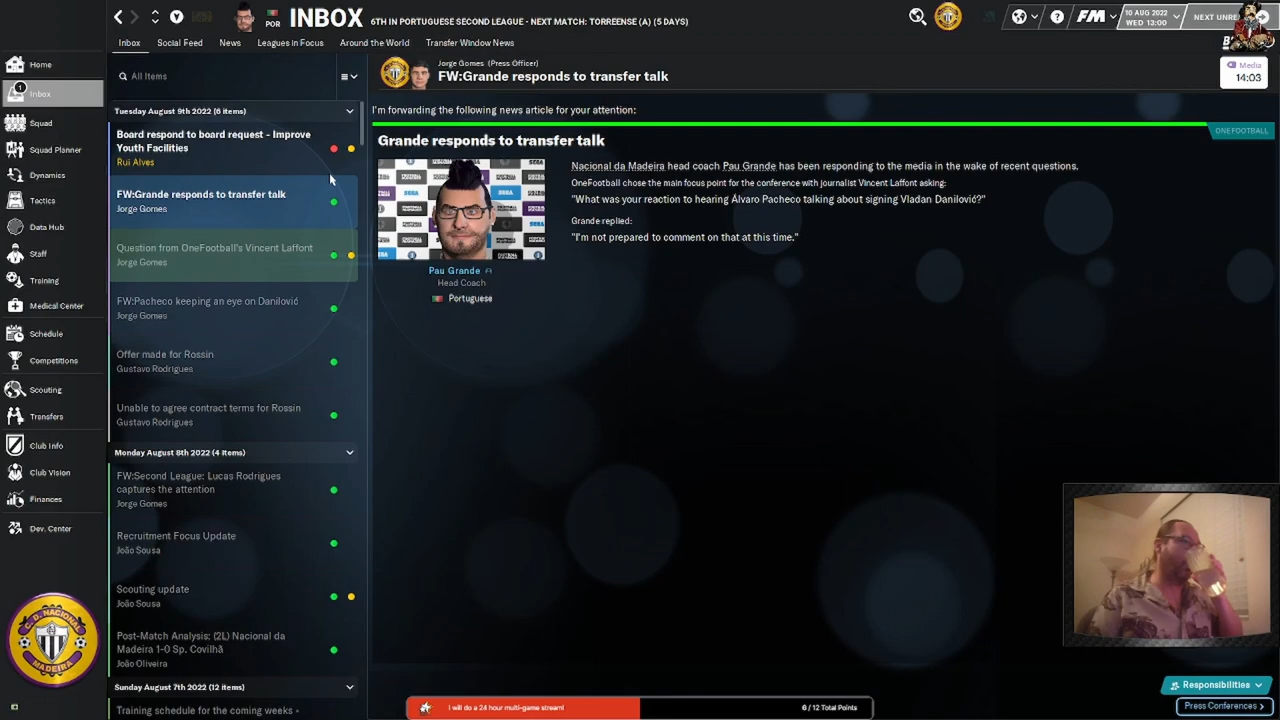 POR
INBOX
6TH IN PORTUGUESE SECOND LEAGUE - NEXT MATCH: TORREENSE (A) (5 DAYS)
FM
10 AUG 2022
WED 13:00
NEXT UNRE
Inbox
Social Feed
News
Leagues in Focus
Around the World
Transfer Window News
Home
Inbox
1
Squad
Squad Planner
Dynamics
Tactics
Data Hub
Staff
Training
Medical Center
Schedule
Competitions
Scouting
Transfers
Club Info
Club Vision
Finances
Dev. Center
C.D. NACIONAL
MADEIRA
All Items
Tuesday August 9th 2022 (6 items)
Board respond to board request - Improve
Youth Facilities
Rui Alves
FW:Grande responds to transfer talk
Jorge Gomes
Question from OneFootball's Vincent Laffont
Jorge Gomes
FW:Pacheco keeping an eye on Danilović
Jorge Gomes
Offer made for Rossin
Gustavo Rodrigues
Unable to agree contract terms for Rossin
Gustavo Rodrigues
Monday August 8th 2022 (4 items)
FW:Second League: Lucas Rodrigues
captures the attention
Jorge Gomes
Recruitment Focus Update
João Sousa
Scouting update
João Sousa
Post-Match Analysis: (2L) Nacional da
Madeira 1-0 Sp. Covilhã
João Oliveira
Sunday August 7th 2022 (12 items)
Training schedule for the coming weeks -
Jorge Gomes (Press Officer)
FW:Grande responds to transfer talk
Media
14:03
I'm forwarding the following news article for your attention:
ONEFOOTBALL
Grande responds to transfer talk
Nacional da Madeira head coach Pau Grande has been responding to the media in the wake of recent questions.
OneFootball chose the main focus point for the conference with journalist Vincent Laffont asking:
"What was your reaction to hearing Álvaro Pacheco talking about signing Vladan Danilović?"
Grande replied:
"I'm not prepared to comment on that at this time."
SEGA
Pau Grande
Head Coach
Portuguese
I will do a 24 hour multi-game stream!
6 / 12 Total Points
Responsibilities
Press Conferences >